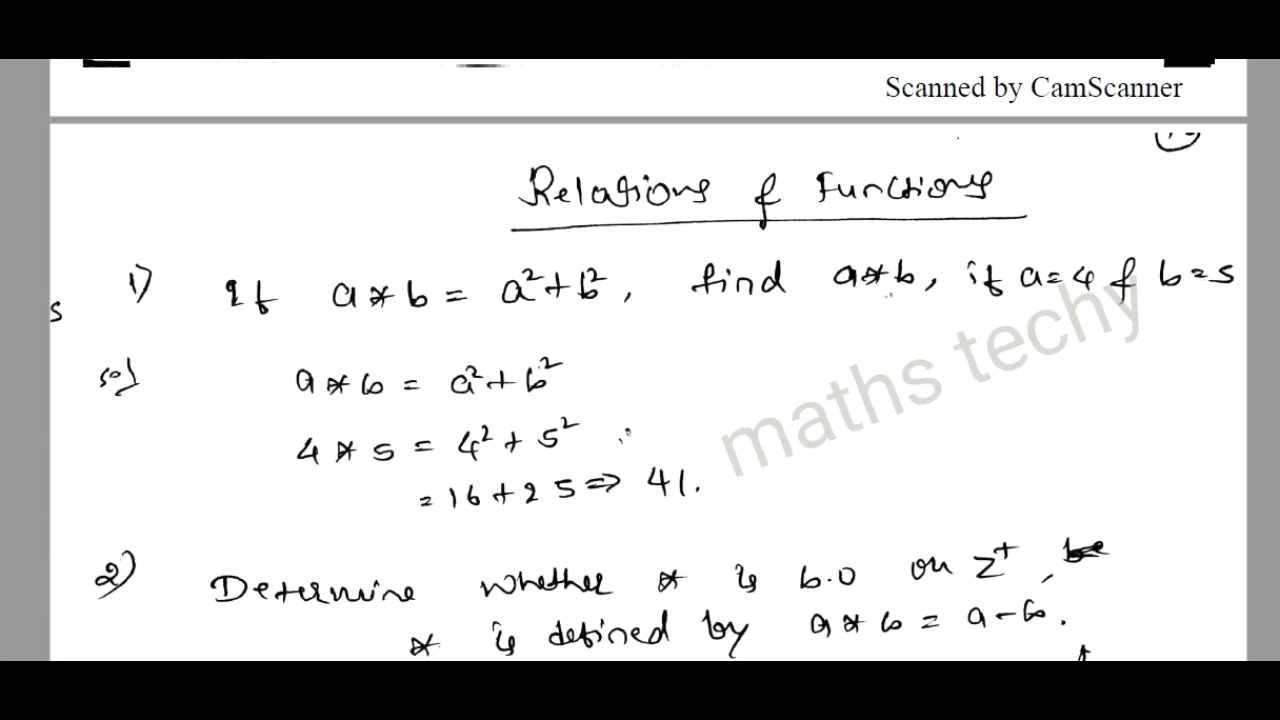 Scanned by CamScanner
Relations & Functions
1) If a * b = a² + b², find a*b, if a=4 & b=5
s
sol
a * b = a² + b²
4 * 5 = 4² + 5²
= 16 + 25 ⇒ 41.
maths techy
2) Determine whether * is b.o on Z⁺,
* is defined by a * b = a - b.